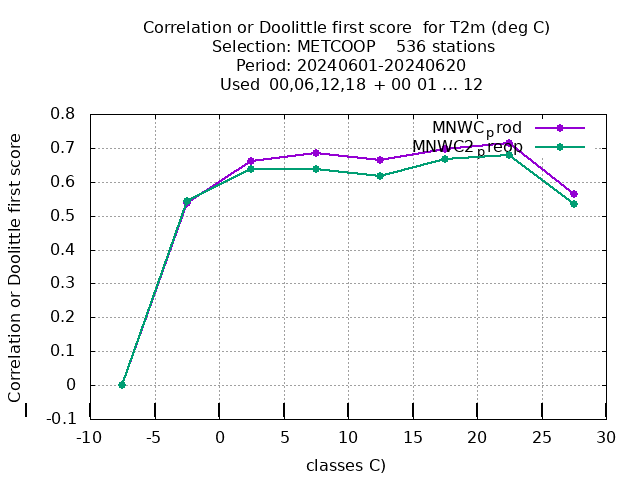 Correlation or Doolittle first score  for T2m (deg C)
Selection: METCOOP    536 stations
Period: 20240601-20240620
Used  00,06,12,18  + 00 01 ... 12
Correlation or Doolittle first score
0.8
0.7
0.6
0.5
0.4
0.3
0.2
0.1
0
-0.1
MNWCprod
MNWC2preop
-10 -5 0 5 10 15 20 25 30
classes C)